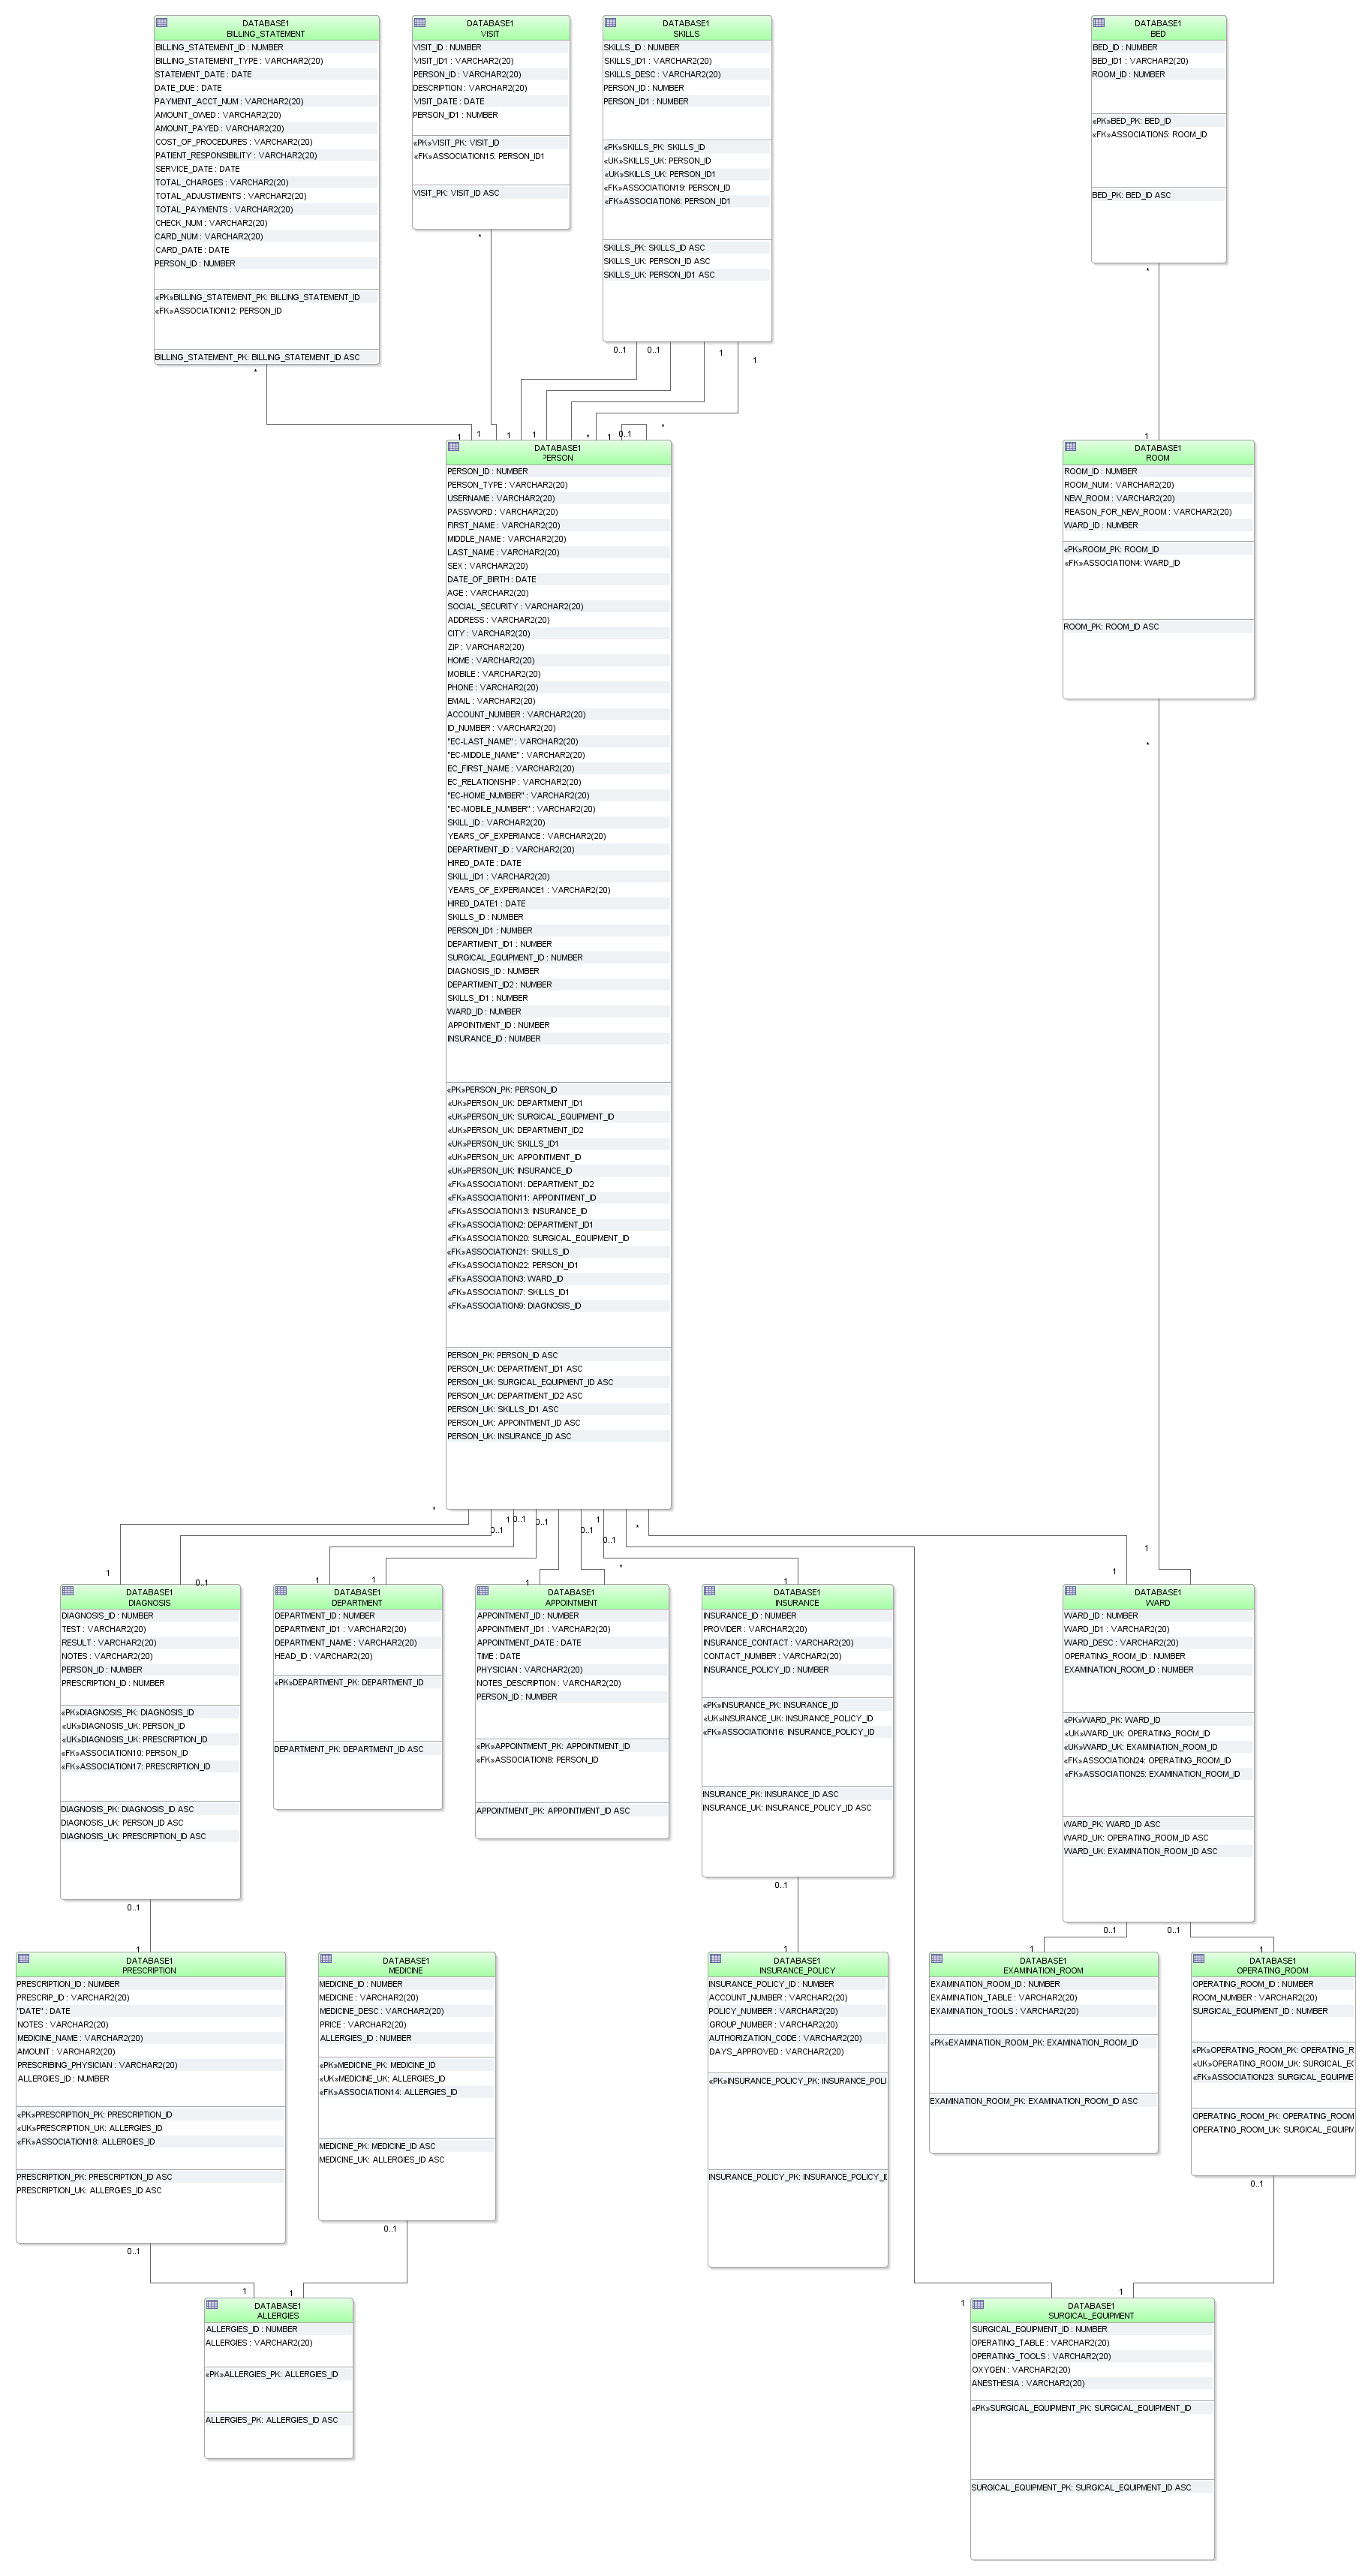 DATABASE1
BILLING_STATEMENT
BILLING_STATEMENT_ID : NUMBER
BILLING_STATEMENT_TYPE : VARCHAR2(20)
STATEMENT_DATE : DATE
DATE_DUE : DATE
PAYMENT_ACCT_NUM : VARCHAR2(20)
AMOUNT_OWED : VARCHAR2(20)
AMOUNT_PAYED : VARCHAR2(20)
COST_OF_PROCEDURES : VARCHAR2(20)
PATIENT_RESPONSIBILITY : VARCHAR2(20)
SERVICE_DATE : DATE
TOTAL_CHARGES : VARCHAR2(20)
TOTAL_ADJUSTMENTS : VARCHAR2(20)
TOTAL_PAYMENTS : VARCHAR2(20)
CHECK_NUM : VARCHAR2(20)
CARD_NUM : VARCHAR2(20)
CARD_DATE : DATE
PERSON_ID : NUMBER
«PK»BILLING_STATEMENT_PK: BILLING_STATEMENT_ID
«FK»ASSOCIATION12: PERSON_ID
BILLING_STATEMENT_PK: BILLING_STATEMENT_ID ASC
DATABASE1
VISIT
VISIT_ID : NUMBER
VISIT_ID1 : VARCHAR2(20)
PERSON_ID : VARCHAR2(20)
DESCRIPTION : VARCHAR2(20)
VISIT_DATE : DATE
PERSON_ID1 : NUMBER
«PK»VISIT_PK: VISIT_ID
«FK»ASSOCIATION15: PERSON_ID1
VISIT_PK: VISIT_ID ASC
DATABASE1
SKILLS
SKILLS_ID : NUMBER
SKILLS_ID1 : VARCHAR2(20)
SKILLS_DESC : VARCHAR2(20)
PERSON_ID : NUMBER
PERSON_ID1 : NUMBER
«PK»SKILLS_PK: SKILLS_ID
«UK»SKILLS_UK: PERSON_ID
«UK»SKILLS_UK: PERSON_ID1
«FK»ASSOCIATION19: PERSON_ID
«FK»ASSOCIATION6: PERSON_ID1
SKILLS_PK: SKILLS_ID ASC
SKILLS_UK: PERSON_ID ASC
SKILLS_UK: PERSON_ID1 ASC
DATABASE1
BED
BED_ID : NUMBER
BED_ID1 : VARCHAR2(20)
ROOM_ID : NUMBER
«PK»BED_PK: BED_ID
«FK»ASSOCIATION5: ROOM_ID
BED_PK: BED_ID ASC
*
*
0..1
0..1
1
1
*
1
1
1
1
*
1
0..1
*
1
DATABASE1
PERSON
PERSON_ID : NUMBER
PERSON_TYPE : VARCHAR2(20)
USERNAME : VARCHAR2(20)
PASSWORD : VARCHAR2(20)
FIRST_NAME : VARCHAR2(20)
MIDDLE_NAME : VARCHAR2(20)
LAST_NAME : VARCHAR2(20)
SEX : VARCHAR2(20)
DATE_OF_BIRTH : DATE
AGE : VARCHAR2(20)
SOCIAL_SECURITY : VARCHAR2(20)
ADDRESS : VARCHAR2(20)
CITY : VARCHAR2(20)
ZIP : VARCHAR2(20)
HOME : VARCHAR2(20)
MOBILE : VARCHAR2(20)
PHONE : VARCHAR2(20)
EMAIL : VARCHAR2(20)
ACCOUNT_NUMBER : VARCHAR2(20)
ID_NUMBER : VARCHAR2(20)
"EC-LAST_NAME" : VARCHAR2(20)
"EC-MIDDLE_NAME" : VARCHAR2(20)
EC_FIRST_NAME : VARCHAR2(20)
EC_RELATIONSHIP : VARCHAR2(20)
"EC-HOME_NUMBER" : VARCHAR2(20)
"EC-MOBILE_NUMBER" : VARCHAR2(20)
SKILL_ID : VARCHAR2(20)
YEARS_OF_EXPERIANCE : VARCHAR2(20)
DEPARTMENT_ID : VARCHAR2(20)
HIRED_DATE : DATE
SKILL_ID1 : VARCHAR2(20)
YEARS_OF_EXPERIANCE1 : VARCHAR2(20)
HIRED_DATE1 : DATE
SKILLS_ID : NUMBER
PERSON_ID1 : NUMBER
DEPARTMENT_ID1 : NUMBER
SURGICAL_EQUIPMENT_ID : NUMBER
DIAGNOSIS_ID : NUMBER
DEPARTMENT_ID2 : NUMBER
SKILLS_ID1 : NUMBER
WARD_ID : NUMBER
APPOINTMENT_ID : NUMBER
INSURANCE_ID : NUMBER
«PK»PERSON_PK: PERSON_ID
«UK»PERSON_UK: DEPARTMENT_ID1
«UK»PERSON_UK: SURGICAL_EQUIPMENT_ID
«UK»PERSON_UK: DEPARTMENT_ID2
«UK»PERSON_UK: SKILLS_ID1
«UK»PERSON_UK: APPOINTMENT_ID
«UK»PERSON_UK: INSURANCE_ID
«FK»ASSOCIATION1: DEPARTMENT_ID2
«FK»ASSOCIATION11: APPOINTMENT_ID
«FK»ASSOCIATION13: INSURANCE_ID
«FK»ASSOCIATION2: DEPARTMENT_ID1
«FK»ASSOCIATION20: SURGICAL_EQUIPMENT_ID
«FK»ASSOCIATION21: SKILLS_ID
«FK»ASSOCIATION22: PERSON_ID1
«FK»ASSOCIATION3: WARD_ID
«FK»ASSOCIATION7: SKILLS_ID1
«FK»ASSOCIATION9: DIAGNOSIS_ID
PERSON_PK: PERSON_ID ASC
PERSON_UK: DEPARTMENT_ID1 ASC
PERSON_UK: SURGICAL_EQUIPMENT_ID ASC
PERSON_UK: DEPARTMENT_ID2 ASC
PERSON_UK: SKILLS_ID1 ASC
PERSON_UK: APPOINTMENT_ID ASC
PERSON_UK: INSURANCE_ID ASC
DATABASE1
ROOM
ROOM_ID : NUMBER
ROOM_NUM : VARCHAR2(20)
NEW_ROOM : VARCHAR2(20)
REASON_FOR_NEW_ROOM : VARCHAR2(20)
WARD_ID : NUMBER
«PK»ROOM_PK: ROOM_ID
«FK»ASSOCIATION4: WARD_ID
ROOM_PK: ROOM_ID ASC
*
*
0..1
1
0..1
0..1
0..1
1
0..1
*
1
0..1
1
1
1
*
1
1
1
DATABASE1
DIAGNOSIS
DIAGNOSIS_ID : NUMBER
TEST : VARCHAR2(20)
RESULT : VARCHAR2(20)
NOTES : VARCHAR2(20)
PERSON_ID : NUMBER
PRESCRIPTION_ID : NUMBER
«PK»DIAGNOSIS_PK: DIAGNOSIS_ID
«UK»DIAGNOSIS_UK: PERSON_ID
«UK»DIAGNOSIS_UK: PRESCRIPTION_ID
«FK»ASSOCIATION10: PERSON_ID
«FK»ASSOCIATION17: PRESCRIPTION_ID
DIAGNOSIS_PK: DIAGNOSIS_ID ASC
DIAGNOSIS_UK: PERSON_ID ASC
DIAGNOSIS_UK: PRESCRIPTION_ID ASC
DATABASE1
DEPARTMENT
DEPARTMENT_ID : NUMBER
DEPARTMENT_ID1 : VARCHAR2(20)
DEPARTMENT_NAME : VARCHAR2(20)
HEAD_ID : VARCHAR2(20)
«PK»DEPARTMENT_PK: DEPARTMENT_ID
DEPARTMENT_PK: DEPARTMENT_ID ASC
DATABASE1
APPOINTMENT
APPOINTMENT_ID : NUMBER
APPOINTMENT_ID1 : VARCHAR2(20)
APPOINTMENT_DATE : DATE
TIME : DATE
PHYSICIAN : VARCHAR2(20)
NOTES_DESCRIPTION : VARCHAR2(20)
PERSON_ID : NUMBER
«PK»APPOINTMENT_PK: APPOINTMENT_ID
«FK»ASSOCIATION8: PERSON_ID
APPOINTMENT_PK: APPOINTMENT_ID ASC
DATABASE1
INSURANCE
INSURANCE_ID : NUMBER
PROVIDER : VARCHAR2(20)
INSURANCE_CONTACT : VARCHAR2(20)
CONTACT_NUMBER : VARCHAR2(20)
INSURANCE_POLICY_ID : NUMBER
«PK»INSURANCE_PK: INSURANCE_ID
«UK»INSURANCE_UK: INSURANCE_POLICY_ID
«FK»ASSOCIATION16: INSURANCE_POLICY_ID
INSURANCE_PK: INSURANCE_ID ASC
INSURANCE_UK: INSURANCE_POLICY_ID ASC
DATABASE1
WARD
WARD_ID : NUMBER
WARD_ID1 : VARCHAR2(20)
WARD_DESC : VARCHAR2(20)
OPERATING_ROOM_ID : NUMBER
EXAMINATION_ROOM_ID : NUMBER
«PK»WARD_PK: WARD_ID
«UK»WARD_UK: OPERATING_ROOM_ID
«UK»WARD_UK: EXAMINATION_ROOM_ID
«FK»ASSOCIATION24: OPERATING_ROOM_ID
«FK»ASSOCIATION25: EXAMINATION_ROOM_ID
WARD_PK: WARD_ID ASC
WARD_UK: OPERATING_ROOM_ID ASC
WARD_UK: EXAMINATION_ROOM_ID ASC
0..1
0..1
0..1
0..1
1
1
1
1
DATABASE1
PRESCRIPTION
PRESCRIPTION_ID : NUMBER
PRESCRIP_ID : VARCHAR2(20)
"DATE" : DATE
NOTES : VARCHAR2(20)
MEDICINE_NAME : VARCHAR2(20)
AMOUNT : VARCHAR2(20)
PRESCRIBING_PHYSICIAN : VARCHAR2(20)
ALLERGIES_ID : NUMBER
«PK»PRESCRIPTION_PK: PRESCRIPTION_ID
«UK»PRESCRIPTION_UK: ALLERGIES_ID
«FK»ASSOCIATION18: ALLERGIES_ID
PRESCRIPTION_PK: PRESCRIPTION_ID ASC
PRESCRIPTION_UK: ALLERGIES_ID ASC
DATABASE1
MEDICINE
MEDICINE_ID : NUMBER
MEDICINE : VARCHAR2(20)
MEDICINE_DESC : VARCHAR2(20)
PRICE : VARCHAR2(20)
ALLERGIES_ID : NUMBER
«PK»MEDICINE_PK: MEDICINE_ID
«UK»MEDICINE_UK: ALLERGIES_ID
«FK»ASSOCIATION14: ALLERGIES_ID
MEDICINE_PK: MEDICINE_ID ASC
MEDICINE_UK: ALLERGIES_ID ASC
DATABASE1
INSURANCE_POLICY
INSURANCE_POLICY_ID : NUMBER
ACCOUNT_NUMBER : VARCHAR2(20)
POLICY_NUMBER : VARCHAR2(20)
GROUP_NUMBER : VARCHAR2(20)
AUTHORIZATION_CODE : VARCHAR2(20)
DAYS_APPROVED : VARCHAR2(20)
«PK»INSURANCE_POLICY_PK: INSURANCE_POLI
INSURANCE_POLICY_PK: INSURANCE_POLICY_ID
DATABASE1
EXAMINATION_ROOM
EXAMINATION_ROOM_ID : NUMBER
EXAMINATION_TABLE : VARCHAR2(20)
EXAMINATION_TOOLS : VARCHAR2(20)
«PK»EXAMINATION_ROOM_PK: EXAMINATION_ROOM_ID
EXAMINATION_ROOM_PK: EXAMINATION_ROOM_ID ASC
DATABASE1
OPERATING_ROOM
OPERATING_ROOM_ID : NUMBER
ROOM_NUMBER : VARCHAR2(20)
SURGICAL_EQUIPMENT_ID : NUMBER
«PK»OPERATING_ROOM_PK: OPERATING_R
«UK»OPERATING_ROOM_UK: SURGICAL_EQ
«FK»ASSOCIATION23: SURGICAL_EQUIPME
OPERATING_ROOM_PK: OPERATING_ROOM
OPERATING_ROOM_UK: SURGICAL_EQUIPM
0..1
0..1
0..1
1
1
1
1
DATABASE1
ALLERGIES
ALLERGIES_ID : NUMBER
ALLERGIES : VARCHAR2(20)
«PK»ALLERGIES_PK: ALLERGIES_ID
ALLERGIES_PK: ALLERGIES_ID ASC
DATABASE1
SURGICAL_EQUIPMENT
SURGICAL_EQUIPMENT_ID : NUMBER
OPERATING_TABLE : VARCHAR2(20)
OPERATING_TOOLS : VARCHAR2(20)
OXYGEN : VARCHAR2(20)
ANESTHESIA : VARCHAR2(20)
«PK»SURGICAL_EQUIPMENT_PK: SURGICAL_EQUIPMENT_ID
SURGICAL_EQUIPMENT_PK: SURGICAL_EQUIPMENT_ID ASC